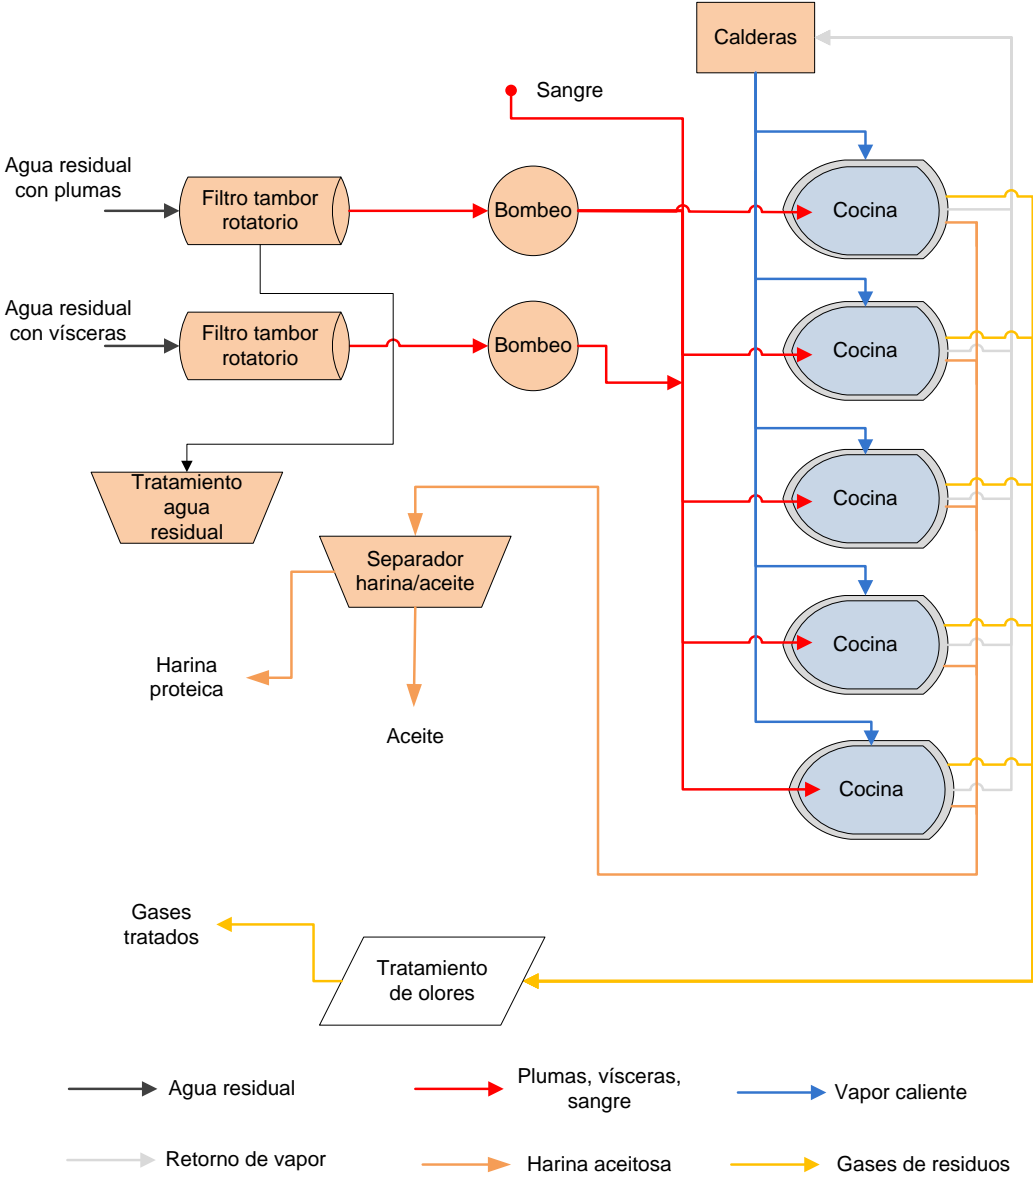 Calderas
Sangre
Agua residual
con plumas
Filtro tambor
rotatorio
Bombeo
Cocina
Agua residual
con vísceras
Filtro tambor
rotatorio
Bombeo
Cocina
Tratamiento
agua
residual
Cocina
Separador
harina/aceite
Cocina
Harina
proteica
Aceite
Cocina
Gases
tratados
Tratamiento
de olores
Agua residual
Plumas, vísceras,
sangre
Vapor caliente
Retorno de vapor
Harina aceitosa
Gases de residuos